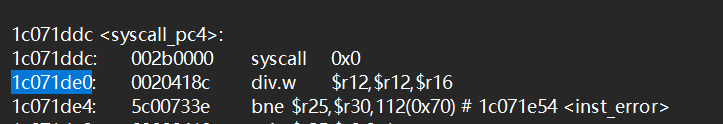 1c071ddc <syscall_pc4>:
1c071ddc: 002b0000 syscall 0x0
1c071de0: 0020418c div.w $r12,$r12,$r16
1c071de4: 5c00733e bne $r25,$r30,112(0x70) # 1c071e54 <inst_error>